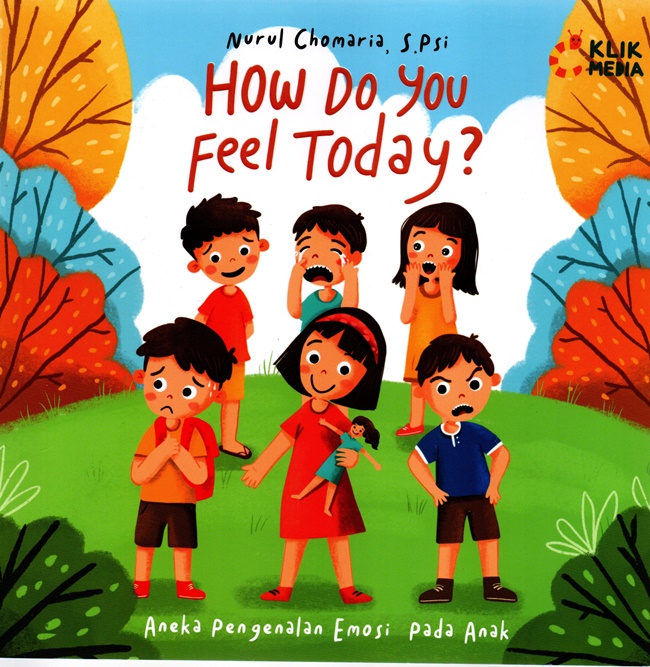 Nurul Chomaria, S.Psi
KLIK
MEDIA
How Do You
Feel Today?
Aneka Pengenalan Emosi Pada Anak